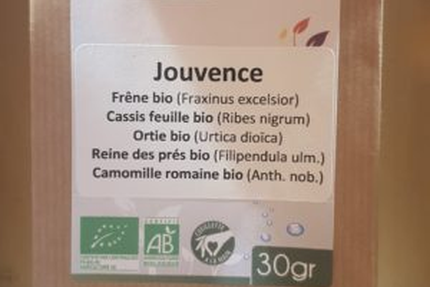 Jouvence
Frêne bio (Fraxinus excelsior)
Cassis feuille bio (Ribes nigrum)
Ortie bio (Urtica dioïca)
Reine des prés bio (Filipendula ulm.)
Camomille romaine bio (Anth. nob.)
AB
30gr